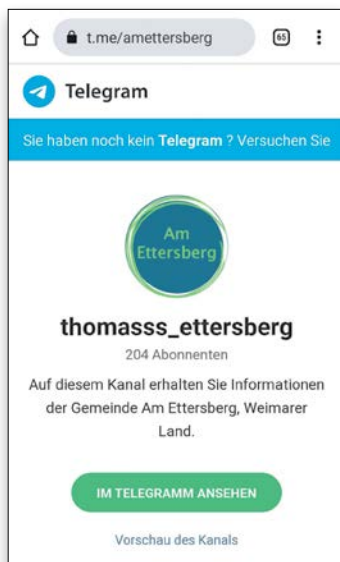 t.me/amettersberg
65
Telegram
Sie haben noch kein Telegram ? Versuchen Sie
Am
Ettersberg
thomasss_ettersberg
204 Abonnenten
Auf diesem Kanal erhalten Sie Informationen
der Gemeinde Am Ettersberg, Weimarer
Land.
IM TELEGRAMM ANSEHEN
Vorschau des Kanals